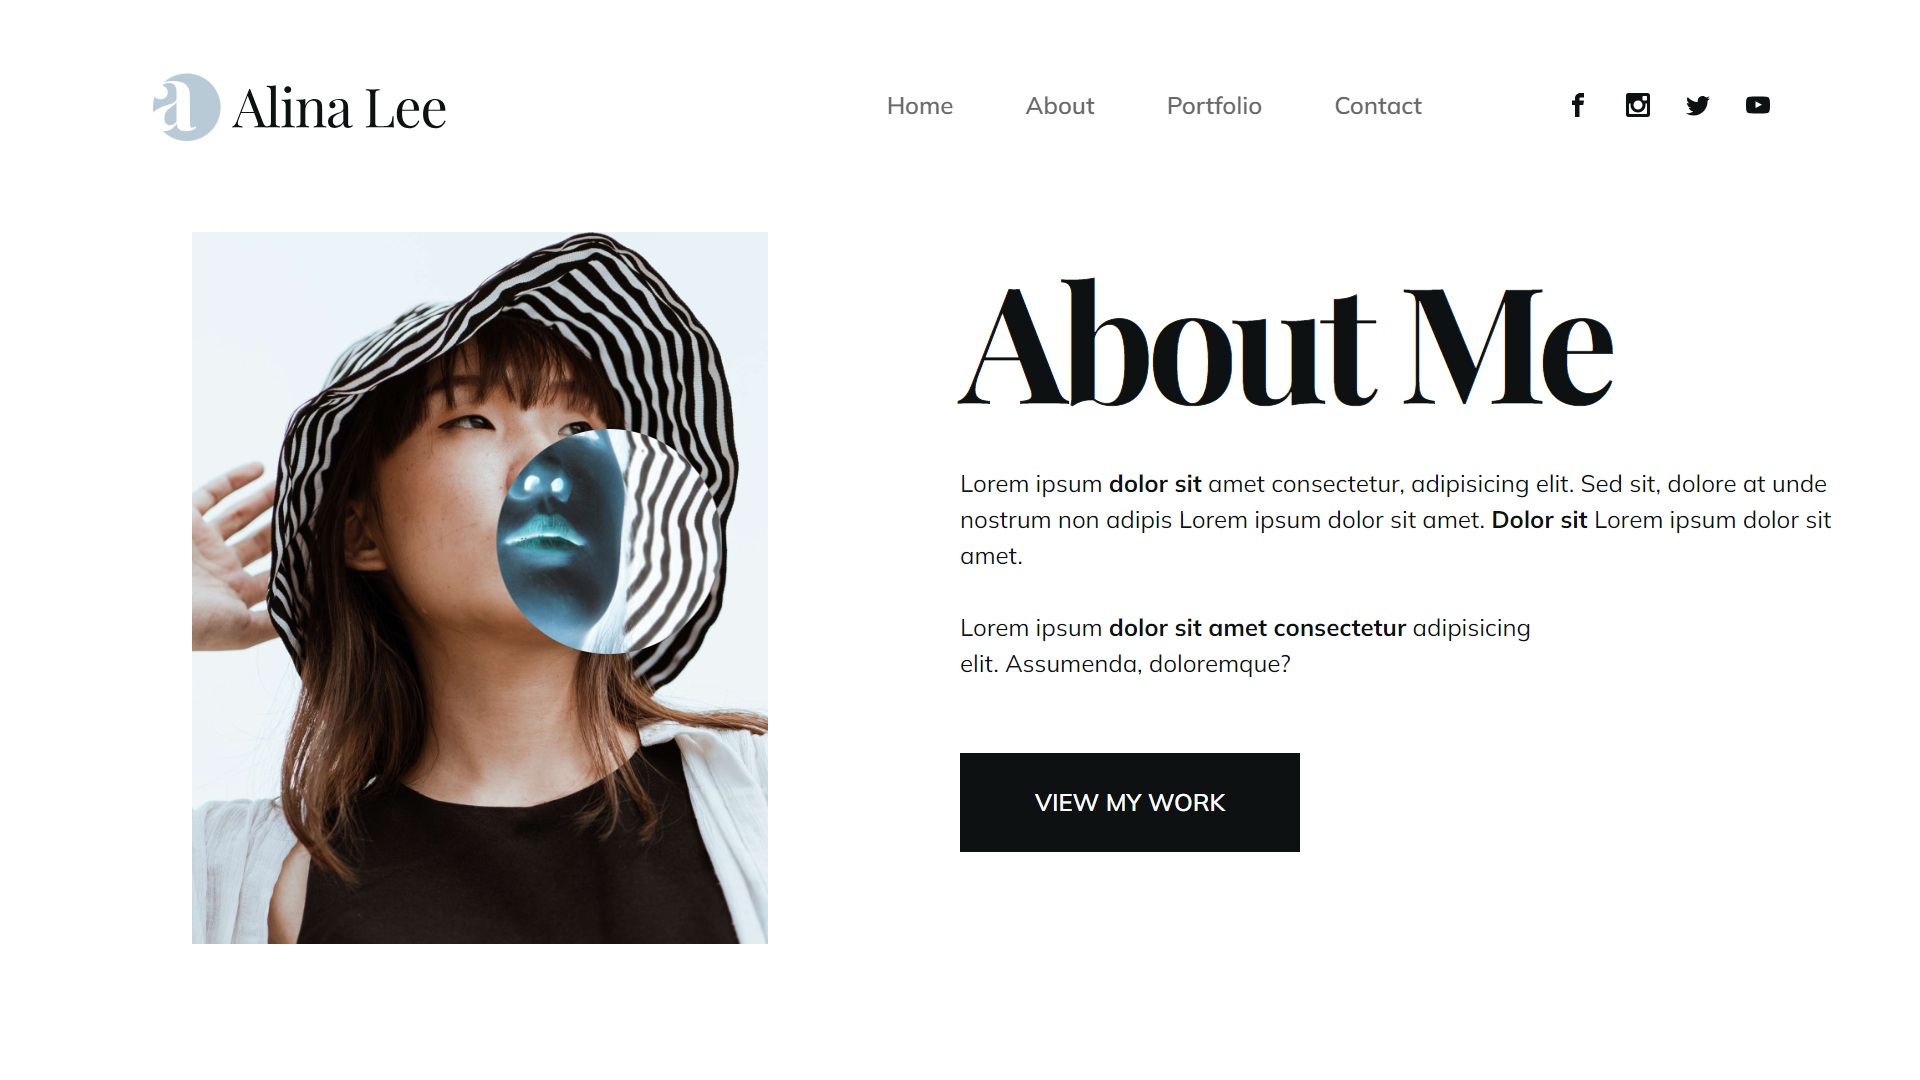 a Alina Lee
Home About Portfolio Contact
About Me
Lorem ipsum dolor sit amet consectetur, adipisicing elit. Sed sit, dolore at unde
nostrum non adipis Lorem ipsum dolor sit amet. Dolor sit Lorem ipsum dolor sit
amet.
Lorem ipsum dolor sit amet consectetur adipisicing
elit. Assumenda, doloremque?
VIEW MY WORK